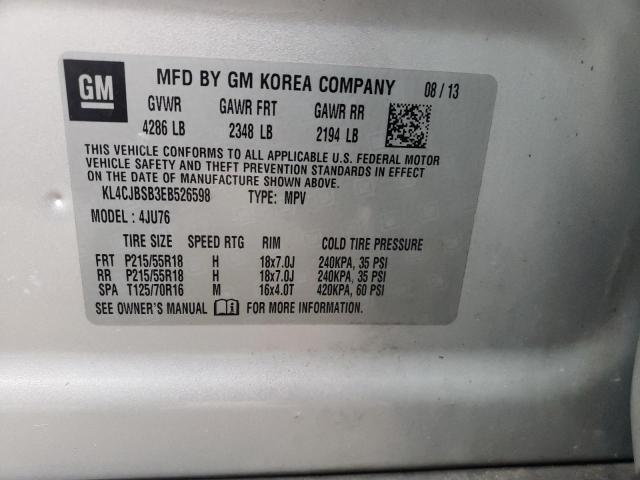 GM
MFD BY GM KOREA COMPANY 08 / 13
GVWR GAWR FRT GAWR RR
4286 LB 2348 LB 2194 LB
THIS VEHICLE CONFORMS TO ALL APPLICABLE U.S. FEDERAL MOTOR
VEHICLE SAFETY AND THEFT PREVENTION STANDARDS IN EFFECT
ON THE DATE OF MANUFACTURE SHOWN ABOVE.
KL4CJBSB3EB526598 TYPE: MPV
MODEL : 4JU76
TIRE SIZE SPEED RTG RIM COLD TIRE PRESSURE
FRT P215/55R18 H 18x7.0J 240KPA, 35 PSI
RR P215/55R18 H 18x7.0J 240KPA, 35 PSI
SPA T125/70R16 M 16x4.0T 420KPA, 60 PSI
SEE OWNER'S MANUAL FOR MORE INFORMATION